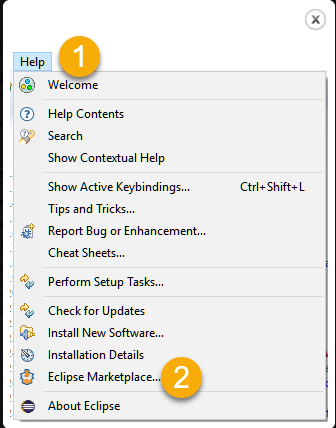 Help
1
Welcome
Help Contents
Search
Show Contextual Help
Show Active Keybindings... Ctrl+Shift+L
Tips and Tricks...
Report Bug or Enhancement...
Cheat Sheets...
Perform Setup Tasks...
Check for Updates
Install New Software...
Installation Details
Eclipse Marketplace... 2
About Eclipse